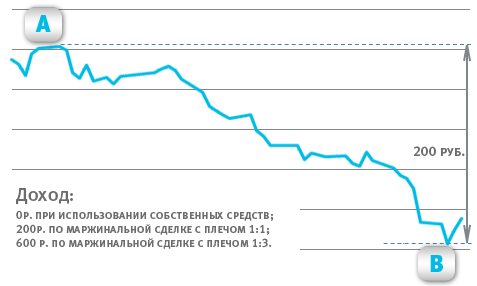 А
200 РУБ.
Доход:
0Р. ПРИ ИСПОЛЬЗОВАНИИ СОБСТВЕННЫХ СРЕДСТВ;
200Р. ПО МАРЖИНАЛЬНОЙ СДЕЛКЕ С ПЛЕЧОМ 1:1;
600 Р. ПО МАРЖИНАЛЬНОЙ СДЕЛКЕ С ПЛЕЧОМ 1:3.
В